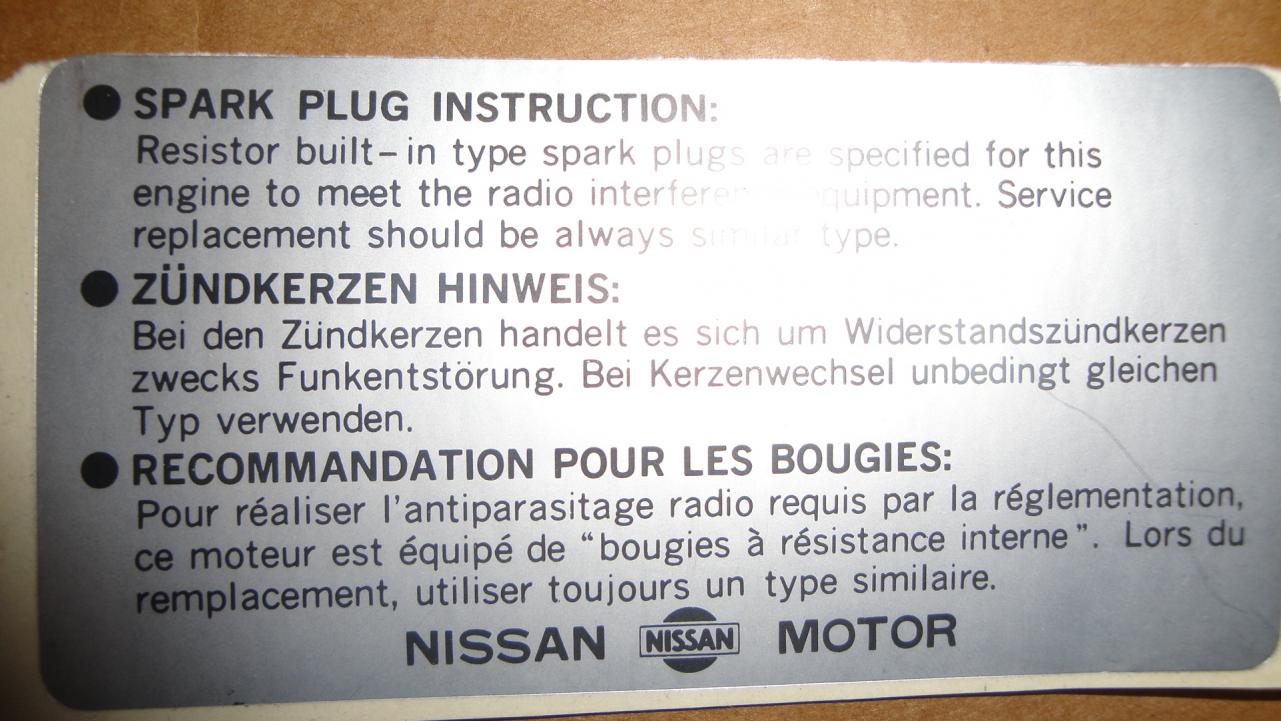 ● SPARK PLUG INSTRUCTION:
Resistor built-in type spark plugs are specified for this
engine to meet the radio interference equipment. Service
replacement should be always similar type.
● ZÜNDKERZEN HINWEIS:
Bei den Zündkerzen handelt es sich um Widerstandszündkerzen
zwecks Funkentstörung. Bei Kerzenwechsel unbedingt gleichen
Typ verwenden.
● RECOMMANDATION POUR LES BOUGIES:
Pour réaliser l'antiparasitage radio requis par la réglementation,
ce moteur est équipé de “bougies à résistance interne”. Lors du
remplacement, utiliser toujours un type similaire.
NISSAN NISSAN MOTOR